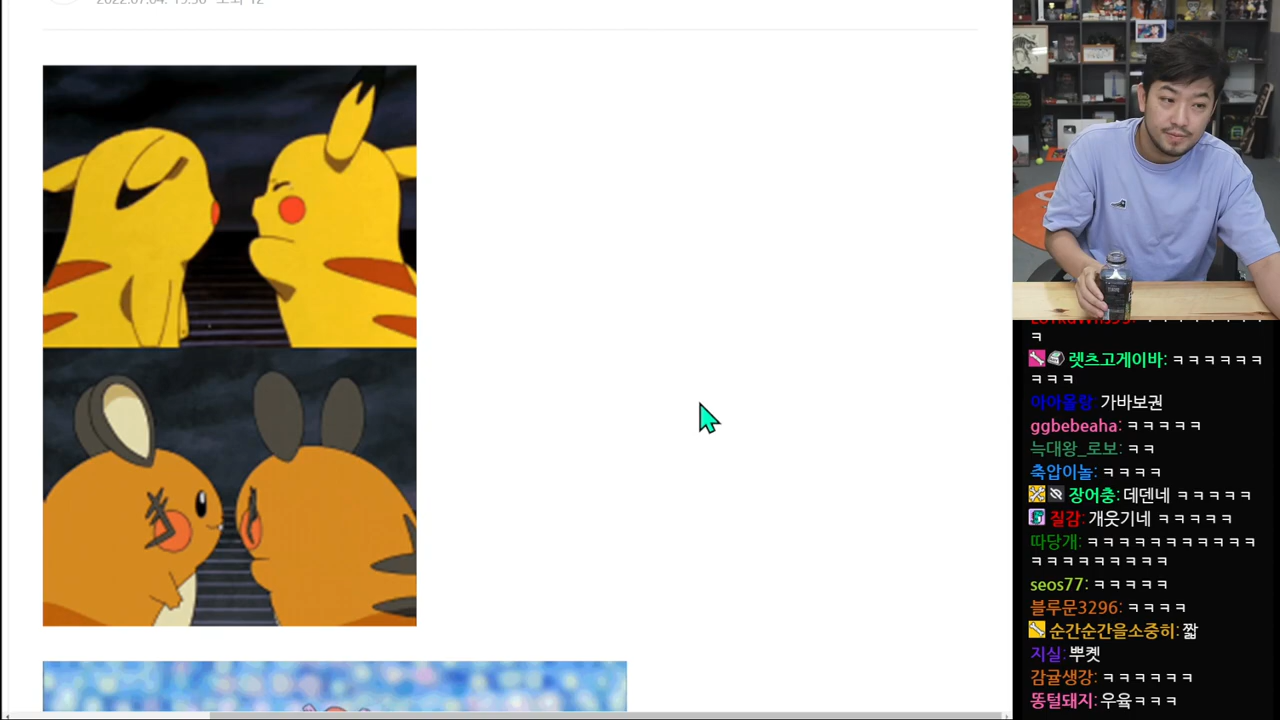 ㅋ
렛츠고게이바: ㅋㅋㅋㅋㅋㅋ
ㅋㅋㅋ
아아몰랑: 가바보권
ggbebeaha: ㅋㅋㅋㅋㅋ
늑대왕_로보: ㅋㅋ
축압이놀: ㅋㅋㅋㅋ
장어충: 데덴네 ㅋㅋㅋㅋㅋ
질감: 개웃기네 ㅋㅋㅋㅋㅋ
따당개: ㅋㅋㅋㅋㅋㅋㅋㅋㅋㅋㅋ
ㅋㅋㅋㅋㅋㅋㅋㅋㅋ
seos77: ㅋㅋㅋㅋㅋ
블루문3296: ㅋㅋㅋㅋ
순간순간을소중히: 짧
지실: 뿌켓
감귤생강: ㅋㅋㅋㅋㅋㅋ
똥털돼지: 우육ㅋㅋㅋ